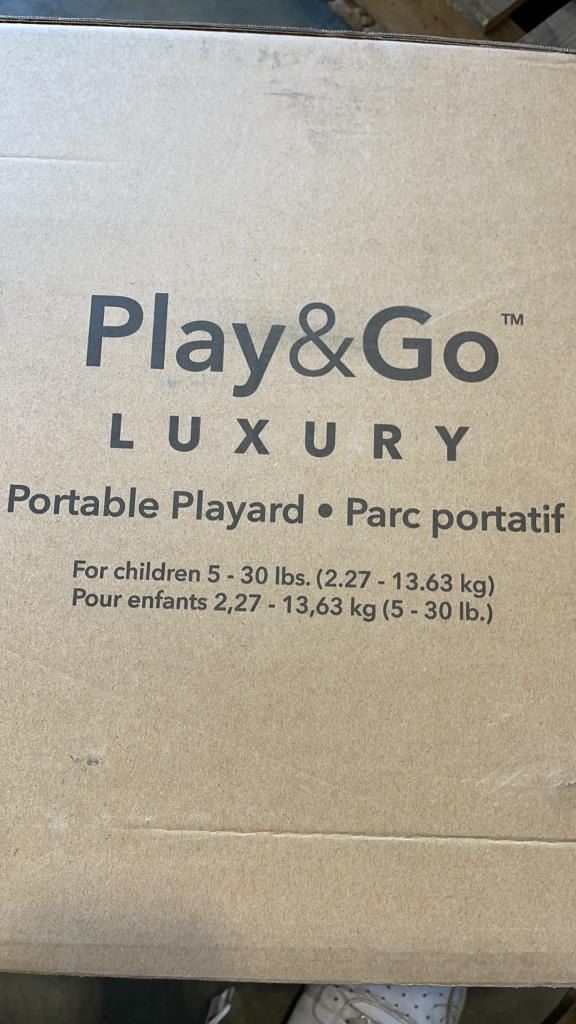 Play&Go™
LUXURY
Portable Playard • Parc portatif
For children 5 - 30 lbs. (2.27 - 13.63 kg)
Pour enfants 2,27 - 13,63 kg (5 - 30 lb.)